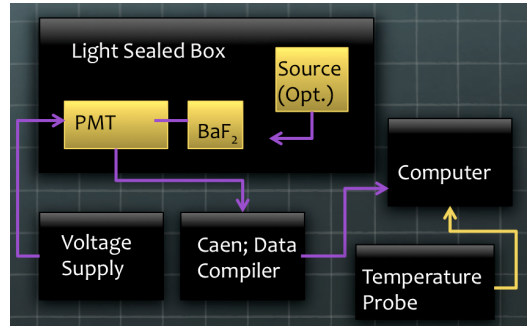 Light Sealed Box
Source
(Opt.)
PMT
BaF₂
Computer
Voltage
Supply
Caen; Data
Compiler
Temperature
Probe